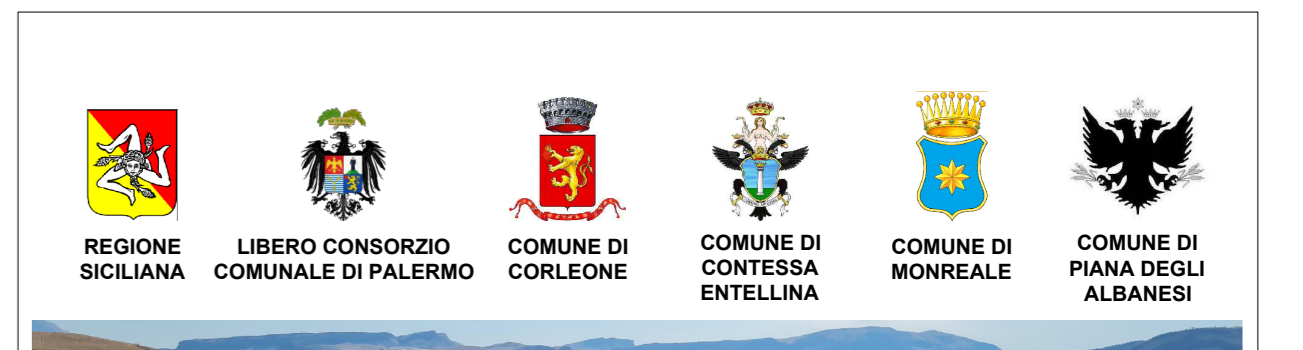 REGIONE
SICILIANA
LIBERO CONSORZIO
COMUNALE DI PALERMO
COMUNE DI
CORLEONE
COMUNE DI
CONTESSA
ENTELLINA
COMUNE DI
MONREALE
COMUNE DI
PIANA DEGLI
ALBANESI